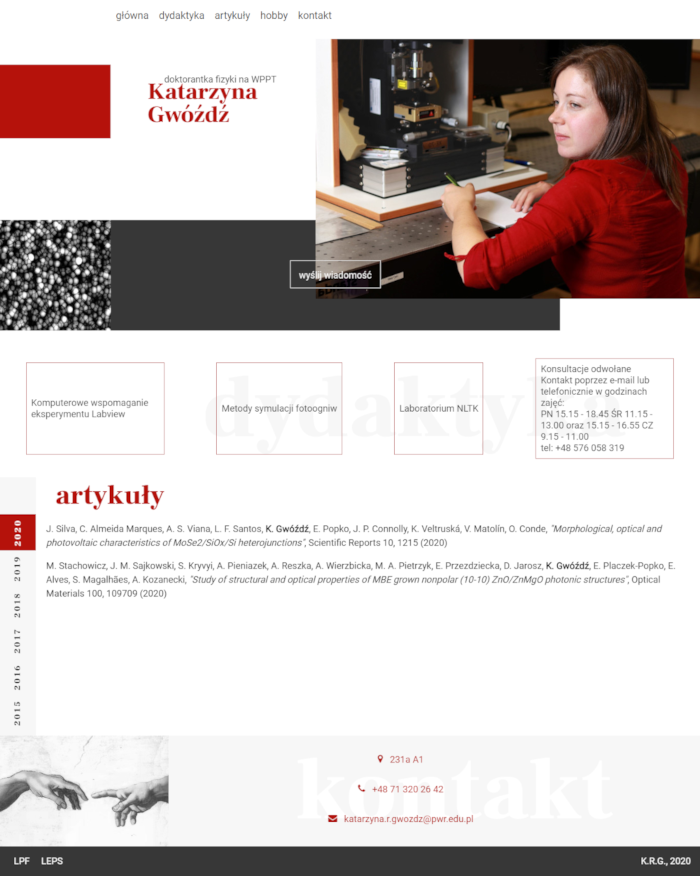 główna dydaktyka artykuły hobby kontakt
doktorantka fizyki na WPPT
Katarzyna
Gwóźdź
wyślij wiadomość
dydaktyka
Komputerowe wspomaganie
eksperymentu Labview
Metody symulacji fotoogniw
Laboratorium NLTK
Konsultacje odwołane
Kontakt poprzez e-mail lub
telefonicznie w godzinach
zajęć:
PN 15.15 - 18.45 ŚR 11.15 -
13.00 oraz 15.15 - 16.55 CZ
9.15 - 11.00
tel: +48 576 058 319
artykuły
2020
2019
2018
2017
2016
2015
J. Silva, C. Almeida Marques, A. S. Viana, L. F. Santos, K. Gwóźdź, E. Popko, J. P. Connolly, K. Veltruská, V. Matolín, O. Conde, "Morphological, optical and
photovoltaic characteristics of MoSe2/SiOx/Si heterojunctions", Scientific Reports 10, 1215 (2020)
M. Stachowicz, J. M. Sajkowski, S. Kryvyi, A. Pieniazek, A. Reszka, A. Wierzbicka, M. A. Pietrzyk, E. Przezdziecka, D. Jarosz, K. Gwóźdź, E. Placzek-Popko, E.
Alves, S. Magalhães, A. Kozanecki, "Study of structural and optical properties of MBE grown nonpolar (10-10) ZnO/ZnMgO photonic structures", Optical
Materials 100, 109709 (2020)
kontakt
231a A1
+48 71 320 26 42
katarzyna.r.gwozdz@pwr.edu.pl
LPF LEPS
K.R.G., 2020